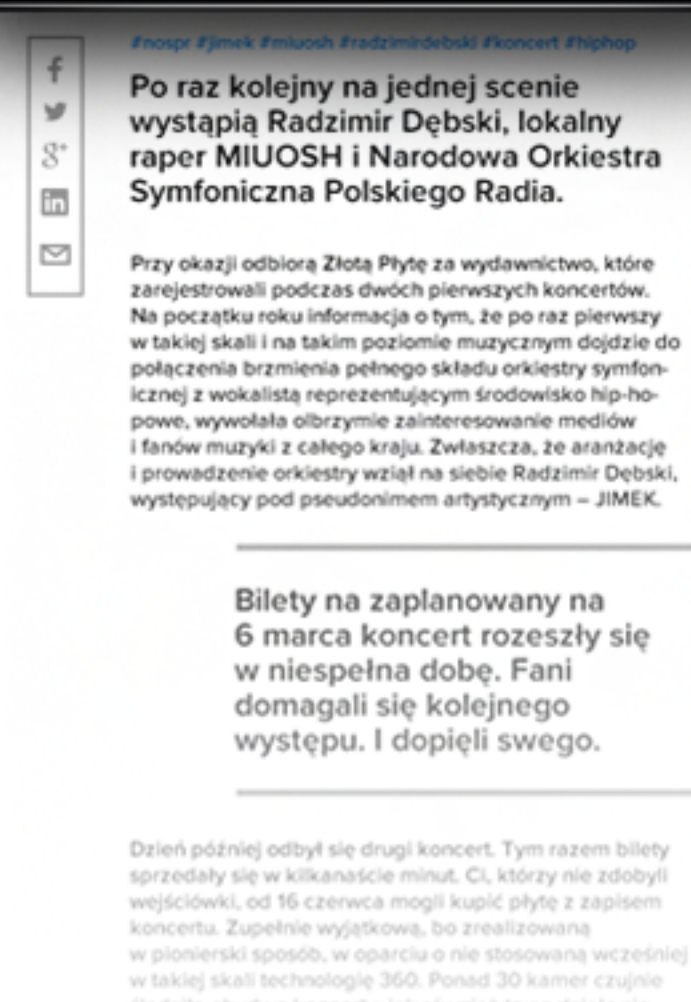 #nospr #jimek #miuosh #radzimirdebski #koncert #hiphop
Po raz kolejny na jednej scenie
wystąpią Radzimir Dębski, lokalny
raper MIUOSH i Narodowa Orkiestra
Symfoniczna Polskiego Radia.
Przy okazji odbiorą Złotą Płytę za wydawnictwo, które
zarejestrowali podczas dwóch pierwszych koncertów.
Na początku roku informacja o tym, że po raz pierwszy
w takiej skali i na takim poziomie muzycznym dojdzie do
połączenia brzmienia pełnego składu orkiestry symfon-
icznej z wokalistą reprezentującym środowisko hip-ho-
powe, wywołała olbrzymie zainteresowanie mediów
i fanów muzyki z całego kraju. Zwłaszcza, że aranżację
i prowadzenie orkiestry wziął na siebie Radzimir Dębski,
występujący pod pseudonimem artystycznym – JIMEK.
Bilety na zaplanowany na
6 marca koncert rozeszły się
w niespełna dobę. Fani
domagali się kolejnego
występu. I dopięli swego.
Dzień później odbył się drugi koncert. Tym razem bilety
sprzedały się w kilkanaście minut. Ci, którzy nie zdobyli
wejściówki, od 16 czerwca mogli kupić płytę z zapisem
koncertu. Zupełnie wyjątkową, bo zrealizowaną
w pionierski sposób, w oparciu o nie stosowaną wcześniej
w takiej skali technologię 360. Ponad 30 kamer czujnie